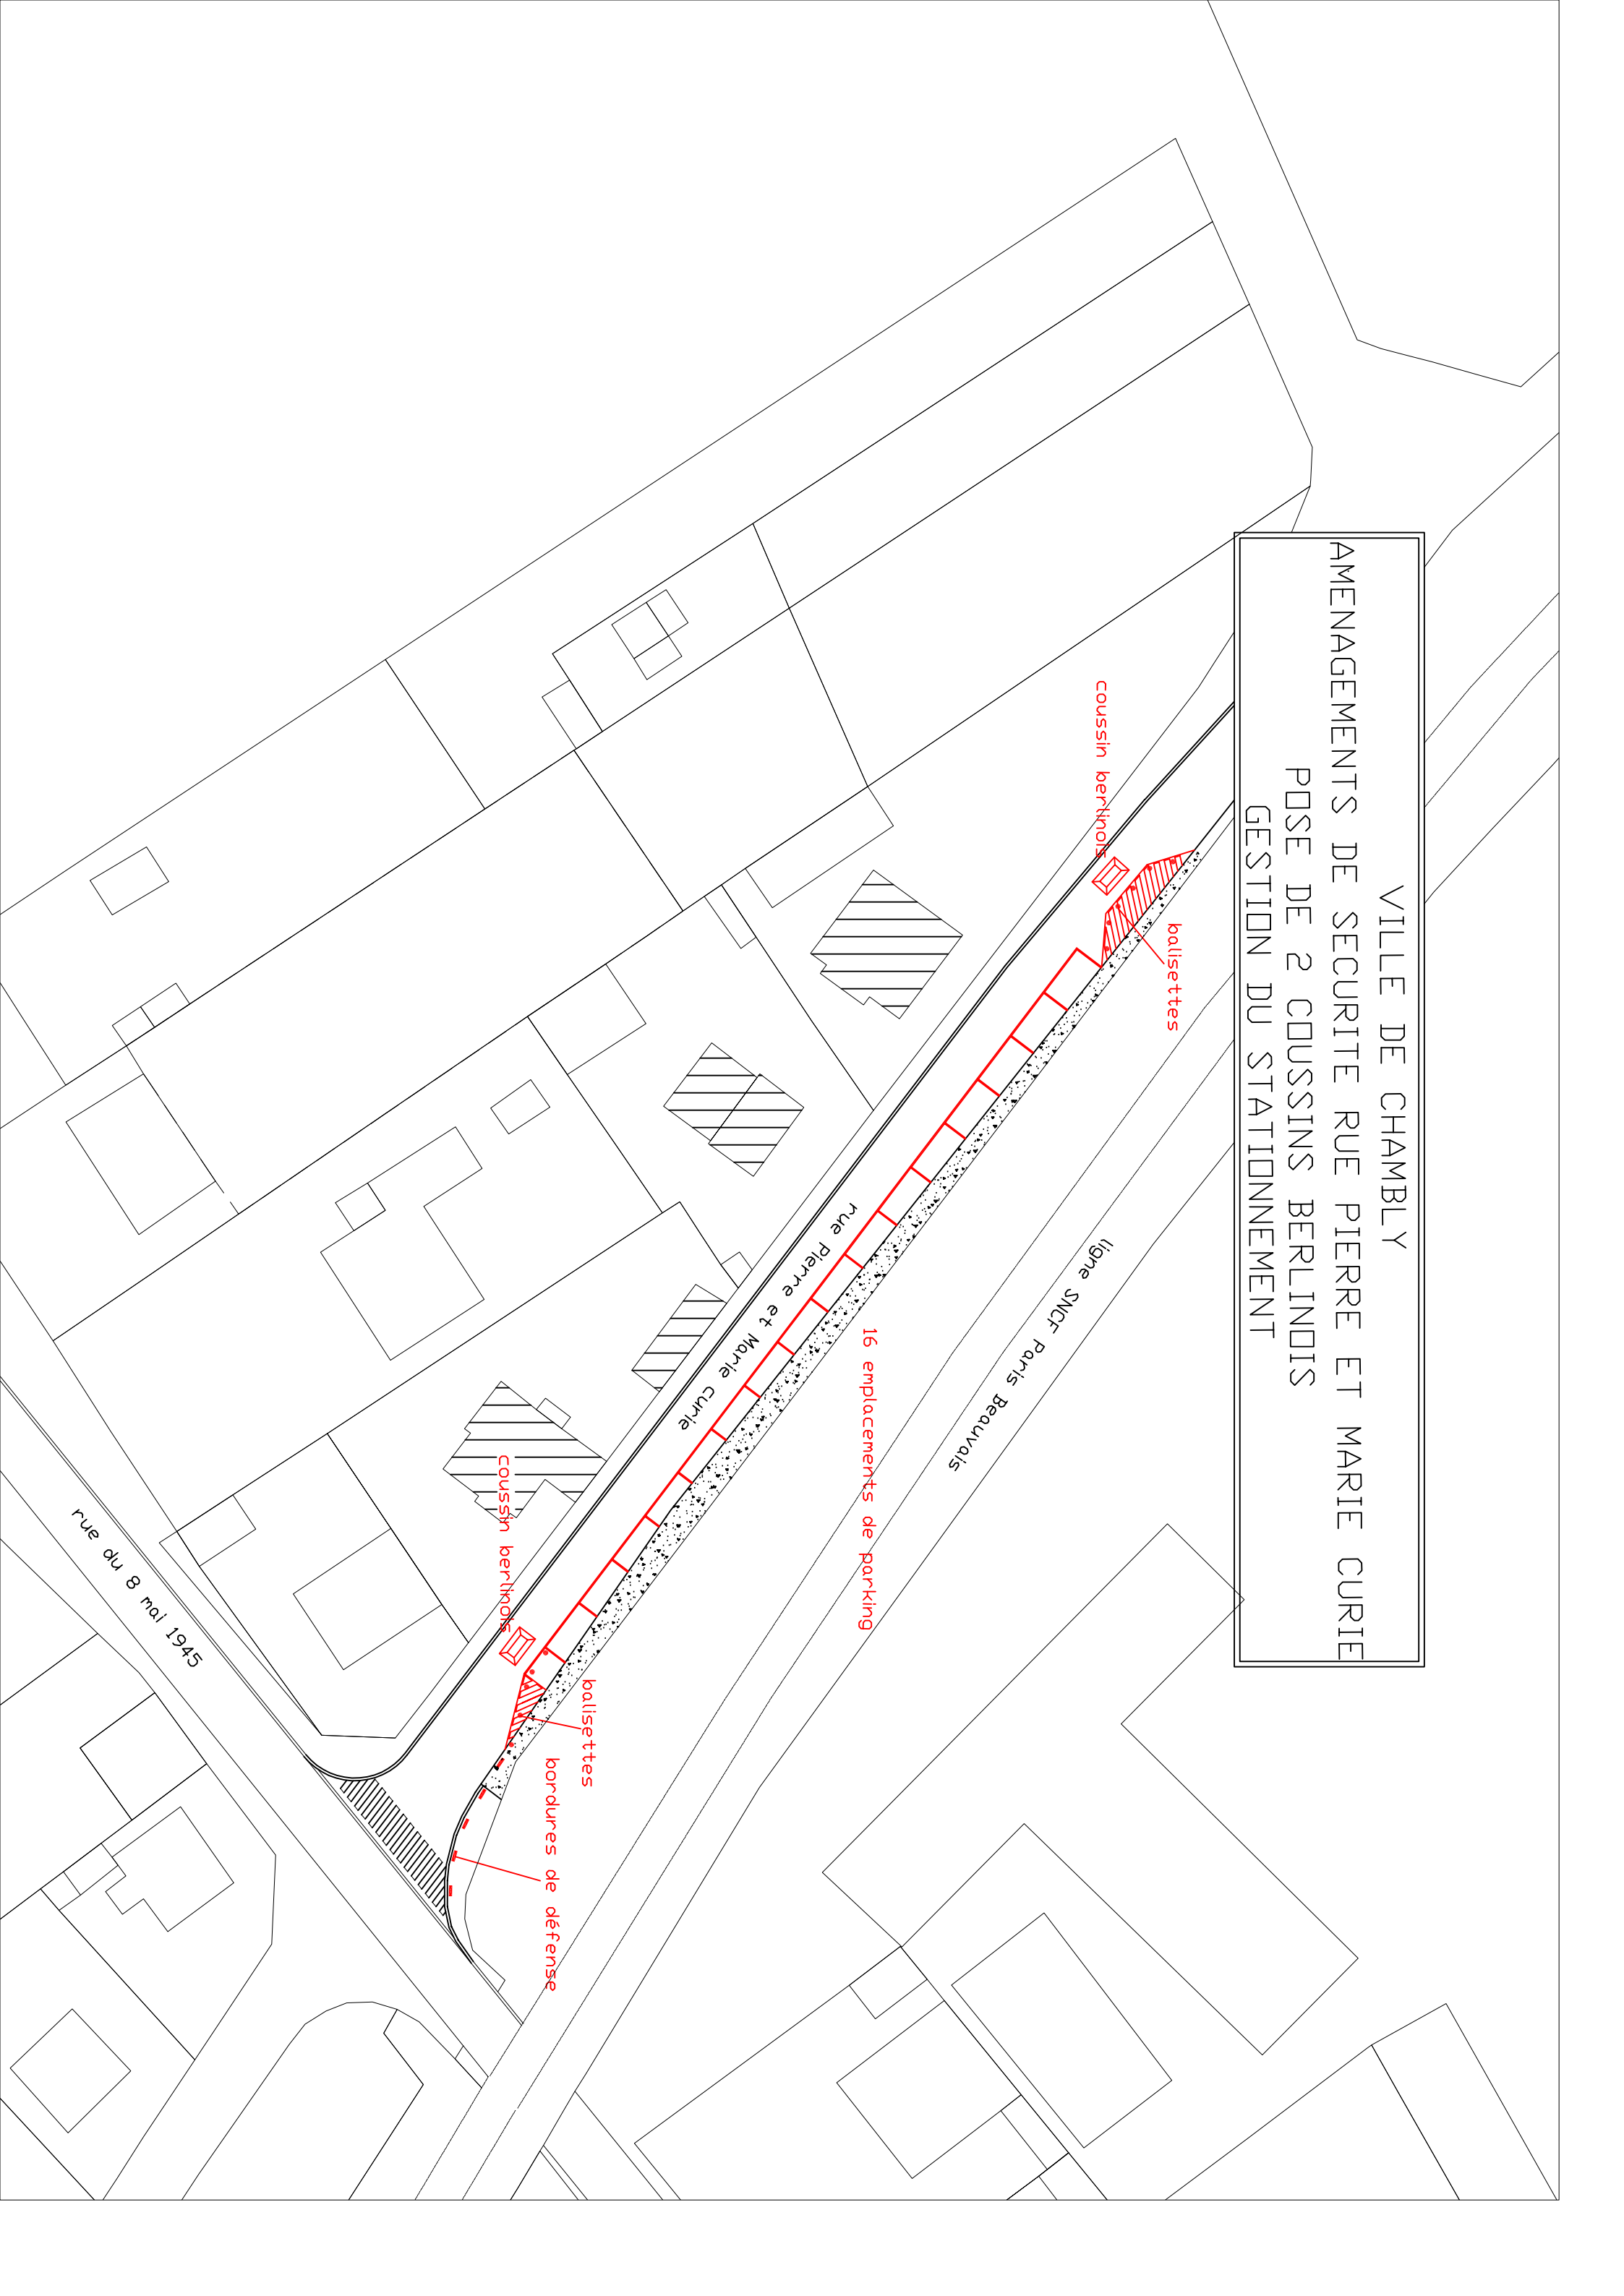 VILLE DE CHAMBLY
AMENAGEMENTS DE SECURITE RUE PIERRE ET MARIE CURIE
POSE DE 2 COUSSINS BERLINOIS
GESTION DU STATIONNEMENT
coussin berlinois
balisettes
ligne SNCF Paris Beauvais
rue Pierre et Marie curie
16 emplacements de parking
coussin berlinois
balisettes
bordures de défense
rue du 8 mai 1945